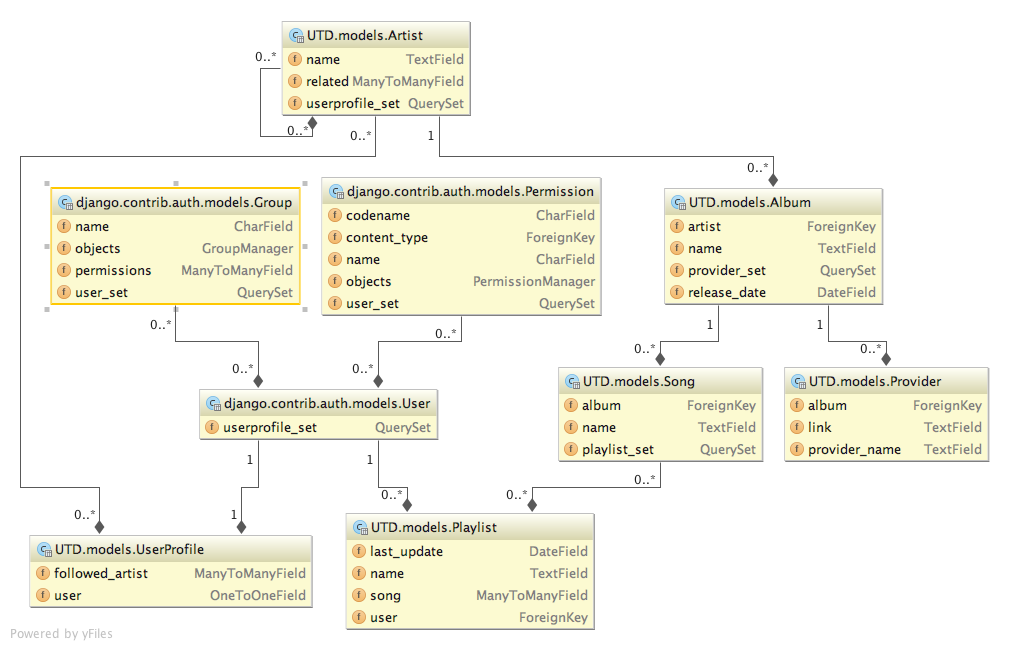 UTD.models.Artist
name TextField
related ManyToManyField
userprofile_set QuerySet
0..*
0..*
0..*
1
0..*
django.contrib.auth.models.Group
name CharField
objects GroupManager
permissions ManyToManyField
user_set QuerySet
django.contrib.auth.models.Permission
codename CharField
content_type ForeignKey
name CharField
objects PermissionManager
user_set QuerySet
UTD.models.Album
artist ForeignKey
name TextField
provider_set QuerySet
release_date DateField
0..*
0..*
0..*
0..*
1
0..*
1
0..*
django.contrib.auth.models.User
userprofile_set QuerySet
UTD.models.Song
album ForeignKey
name TextField
playlist_set QuerySet
UTD.models.Provider
album ForeignKey
link TextField
provider_name TextField
1
1
0..*
0..*
0..*
0..*
1
UTD.models.UserProfile
followed_artist ManyToManyField
user OneToOneField
UTD.models.Playlist
last_update DateField
name TextField
song ManyToManyField
user ForeignKey
Powered by yFiles